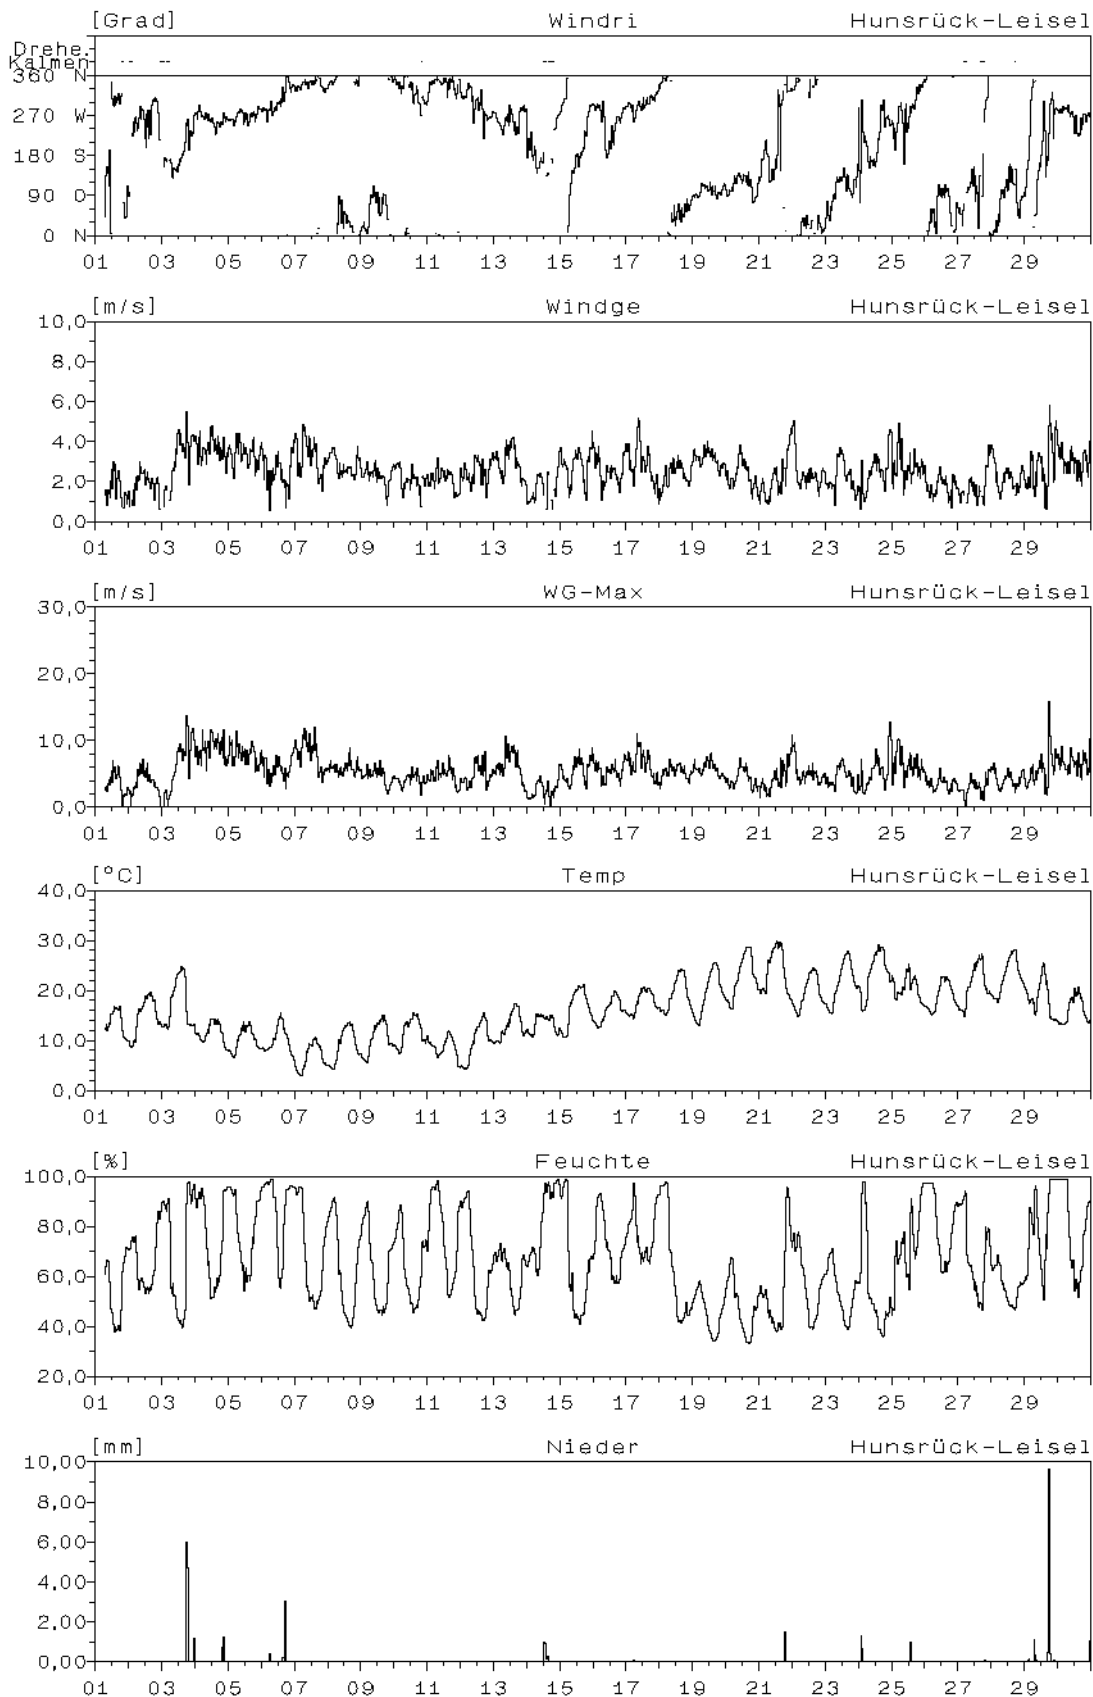 [Grad] Windri Hunsrück-Leisel
Drehe.
Kalmen
360 N
270 W
180 S
90 O
0 N
01 03 05 07 09 11 13 15 17 19 21 23 25 27 29
[m/s] Windge Hunsrück-Leisel
10,0
8,0
6,0
4,0
2,0
0,0
01 03 05 07 09 11 13 15 17 19 21 23 25 27 29
[m/s] WG-Max Hunsrück-Leisel
30,0
20,0
10,0
0,0
01 03 05 07 09 11 13 15 17 19 21 23 25 27 29
[°C] Temp Hunsrück-Leisel
40,0
30,0
20,0
10,0
0,0
01 03 05 07 09 11 13 15 17 19 21 23 25 27 29
[%] Feuchte Hunsrück-Leisel
100,0
80,0
60,0
40,0
20,0
01 03 05 07 09 11 13 15 17 19 21 23 25 27 29
[mm] Nieder Hunsrück-Leisel
10,00
8,00
6,00
4,00
2,00
0,00
01 03 05 07 09 11 13 15 17 19 21 23 25 27 29